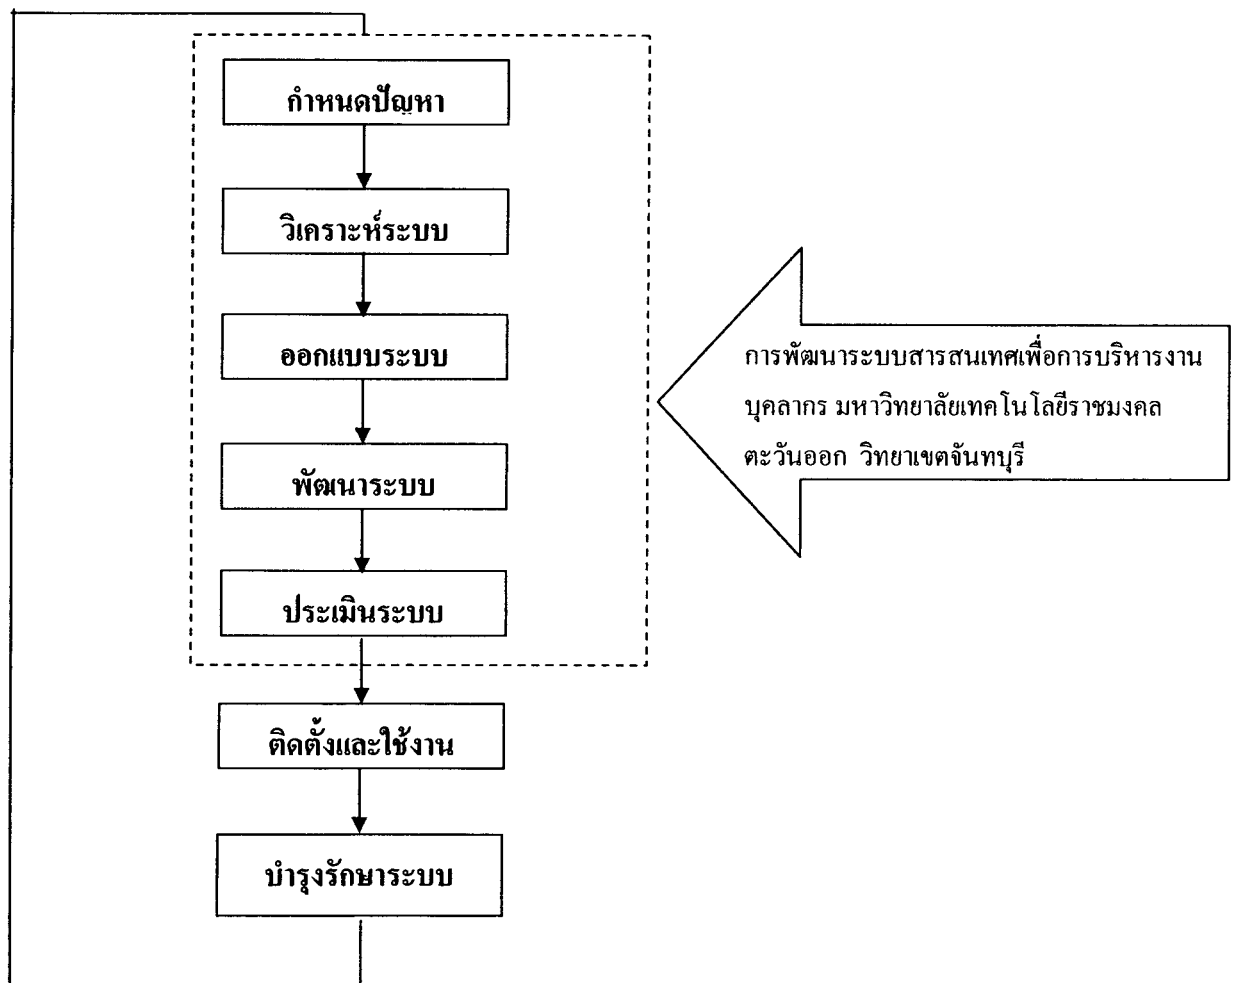 กำหนดปัญหา
วิเคราะห์ระบบ
ออกแบบระบบ
พัฒนาระบบ
ประเมินระบบ
ติดตั้งและใช้งาน
บำรุงรักษาระบบ
การพัฒนาระบบสารสนเทศเพื่อการบริหารงาน
บุคลากร มหาวิทยาลัยเทคโนโลยีราชมงคล
ตะวันออก วิทยาเขตจันทบุรี